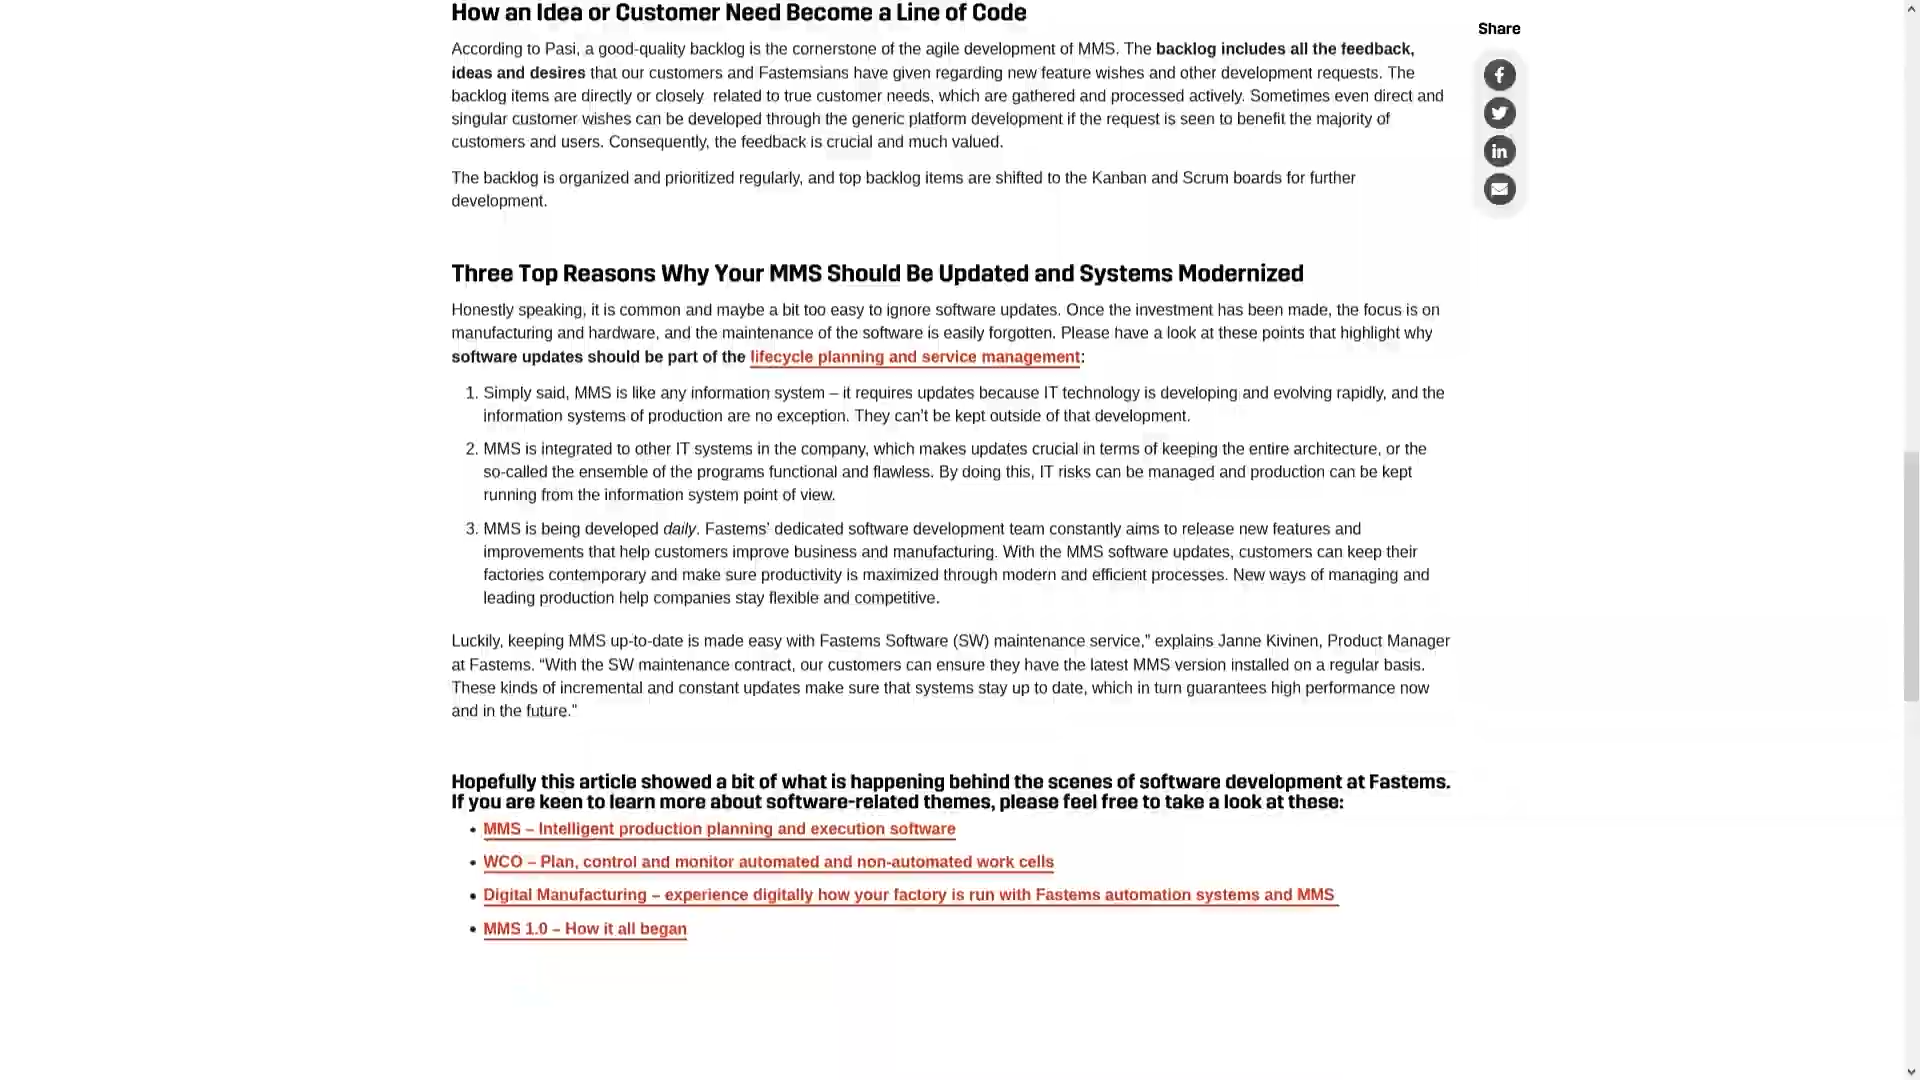 How an Idea or Customer Need Become a Line of Code
Share
According to Pasi, a good-quality backlog is the cornerstone of the agile development of MMS. The backlog includes all the feedback,
ideas and desires that our customers and Fastemsians have given regarding new feature wishes and other development requests. The
backlog items are directly or closely  related to true customer needs, which are gathered and processed actively. Sometimes even direct and
singular customer wishes can be developed through the generic platform development if the request is seen to benefit the majority of
customers and users. Consequently, the feedback is crucial and much valued.
The backlog is organized and prioritized regularly, and top backlog items are shifted to the Kanban and Scrum boards for further
development.
Three Top Reasons Why Your MMS Should Be Updated and Systems Modernized
Honestly speaking, it is common and maybe a bit too easy to ignore software updates. Once the investment has been made, the focus is on
manufacturing and hardware, and the maintenance of the software is easily forgotten. Please have a look at these points that highlight why
software updates should be part of the lifecycle planning and service management:
1. Simply said, MMS is like any information system – it requires updates because IT technology is developing and evolving rapidly, and the
information systems of production are no exception. They can’t be kept outside of that development.
2. MMS is integrated to other IT systems in the company, which makes updates crucial in terms of keeping the entire architecture, or the
so-called the ensemble of the programs functional and flawless. By doing this, IT risks can be managed and production can be kept
running from the information system point of view.
3. MMS is being developed daily. Fastems’ dedicated software development team constantly aims to release new features and
improvements that help customers improve business and manufacturing. With the MMS software updates, customers can keep their
factories contemporary and make sure productivity is maximized through modern and efficient processes. New ways of managing and
leading production help companies stay flexible and competitive.
Luckily, keeping MMS up-to-date is made easy with Fastems Software (SW) maintenance service,” explains Janne Kivinen, Product Manager
at Fastems. “With the SW maintenance contract, our customers can ensure they have the latest MMS version installed on a regular basis.
These kinds of incremental and constant updates make sure that systems stay up to date, which in turn guarantees high performance now
and in the future.”
Hopefully this article showed a bit of what is happening behind the scenes of software development at Fastems.
If you are keen to learn more about software-related themes, please feel free to take a look at these:
• MMS – Intelligent production planning and execution software
• WCO – Plan, control and monitor automated and non-automated work cells
• Digital Manufacturing – experience digitally how your factory is run with Fastems automation systems and MMS
• MMS 1.0 – How it all began